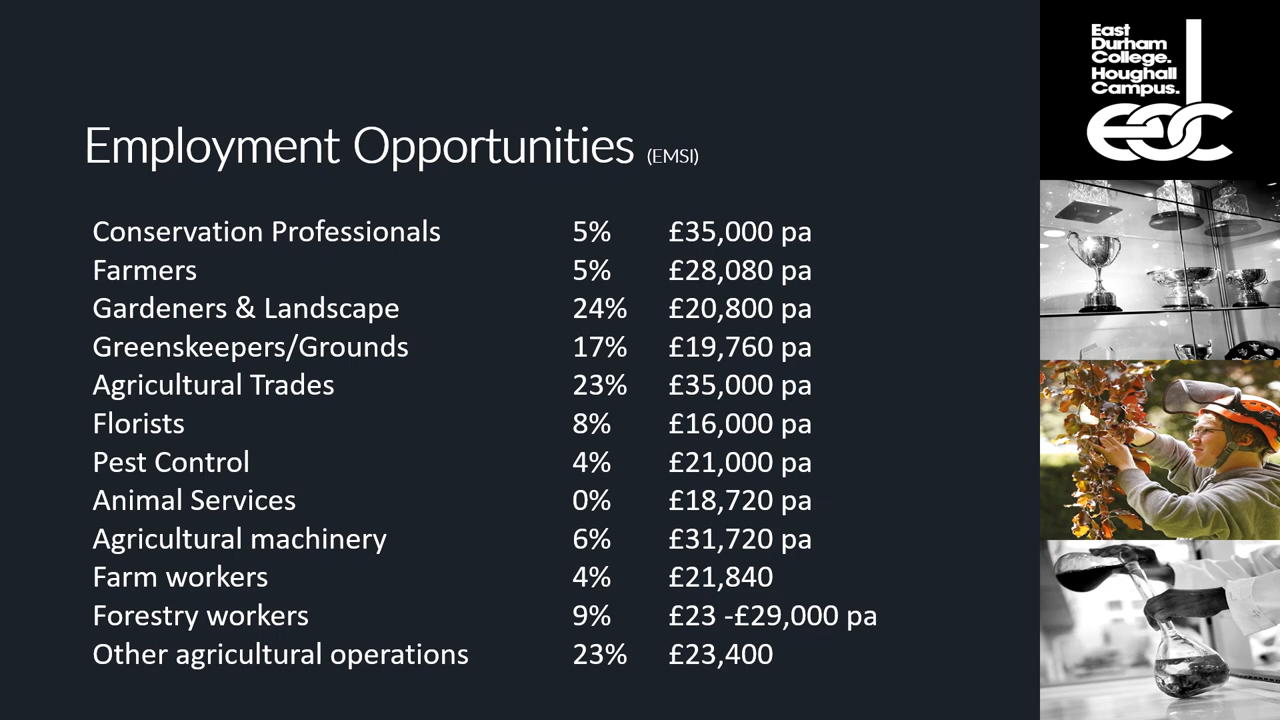 Employment Opportunities (EMSI)
Conservation Professionals 5% £35,000 pa
Farmers 5% £28,080 pa
Gardeners & Landscape 24% £20,800 pa
Greenskeepers/Grounds 17% £19,760 pa
Agricultural Trades 23% £35,000 pa
Florists 8% £16,000 pa
Pest Control 4% £21,000 pa
Animal Services 0% £18,720 pa
Agricultural machinery 6% £31,720 pa
Farm workers 4% £21,840
Forestry workers 9% £23 -£29,000 pa
Other agricultural operations 23% £23,400
East
Durham
College.
Houghall
Campus.
edc